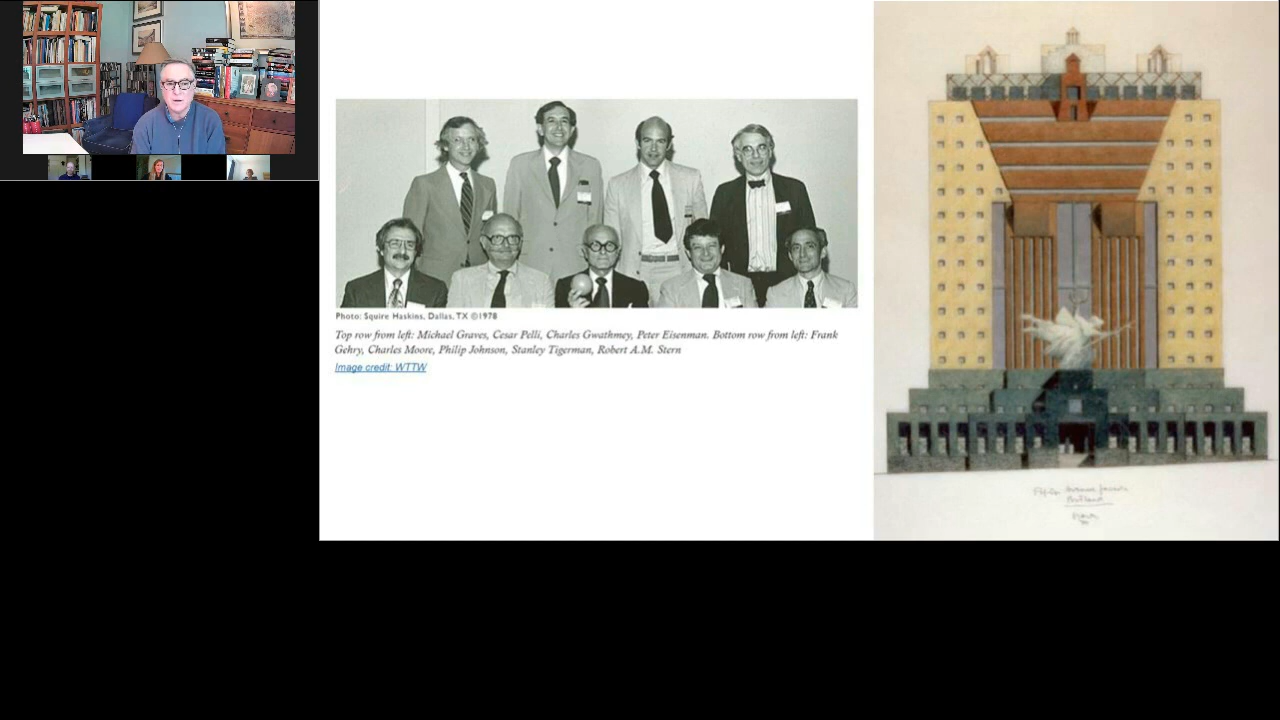 Photo: Squire Haskins, Dallas, TX ©1978
Top row from left: Michael Graves, Cesar Pelli, Charles Gwathmey, Peter Eisenman. Bottom row from left: Frank
Gehry, Charles Moore, Philip Johnson, Stanley Tigerman, Robert A.M. Stern
Image credit: WTTW
Portland